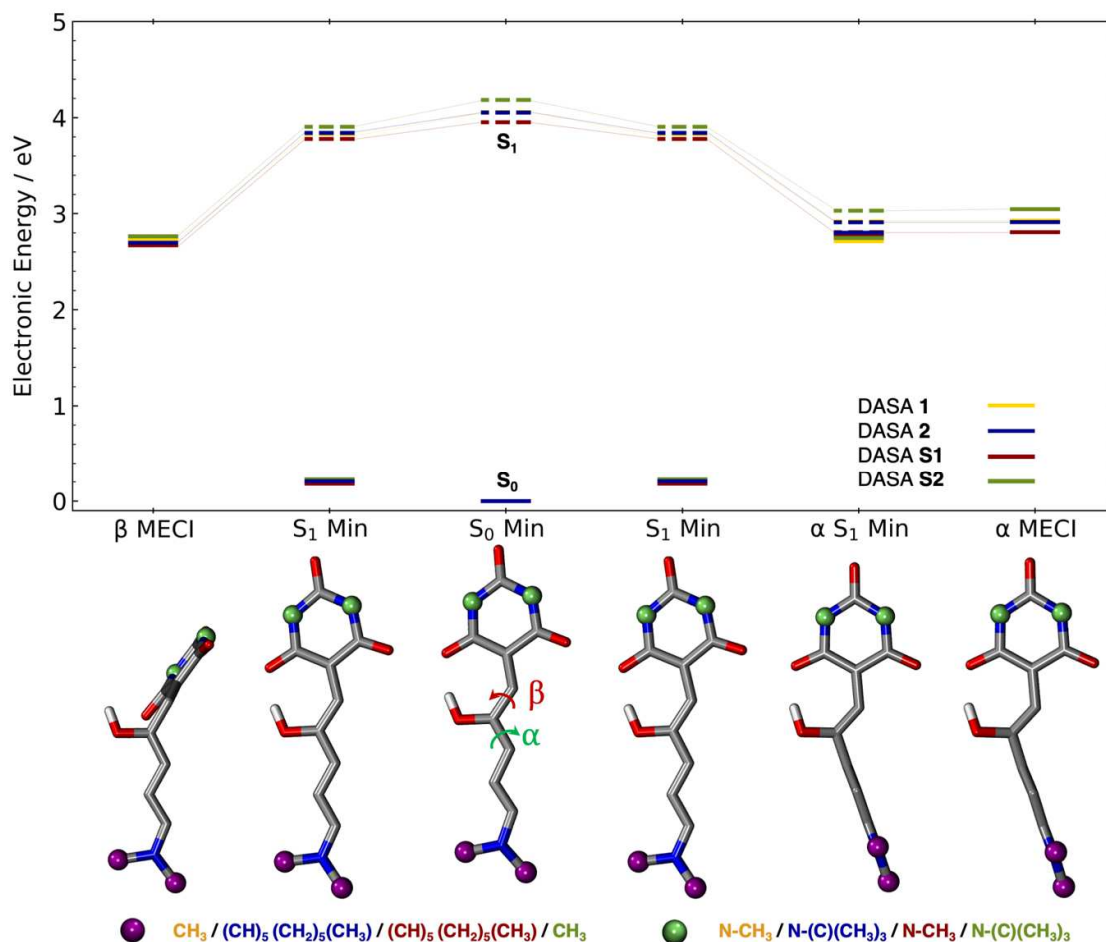 5
4
3
2
1
0
Electronic Energy / eV
S₁
S₀
DASA 1
DASA 2
DASA S1
DASA S2
β MECI S₁ Min S₀ Min S₁ Min α S₁ Min α MECI
β
α
CH₃ / (CH)₅ (CH₂)₅(CH₃) / (CH)₅ (CH₂)₅(CH₃) / CH₃ N-CH₃ / N-(C)(CH₃)₃ / N-CH₃ / N-(C)(CH₃)₃